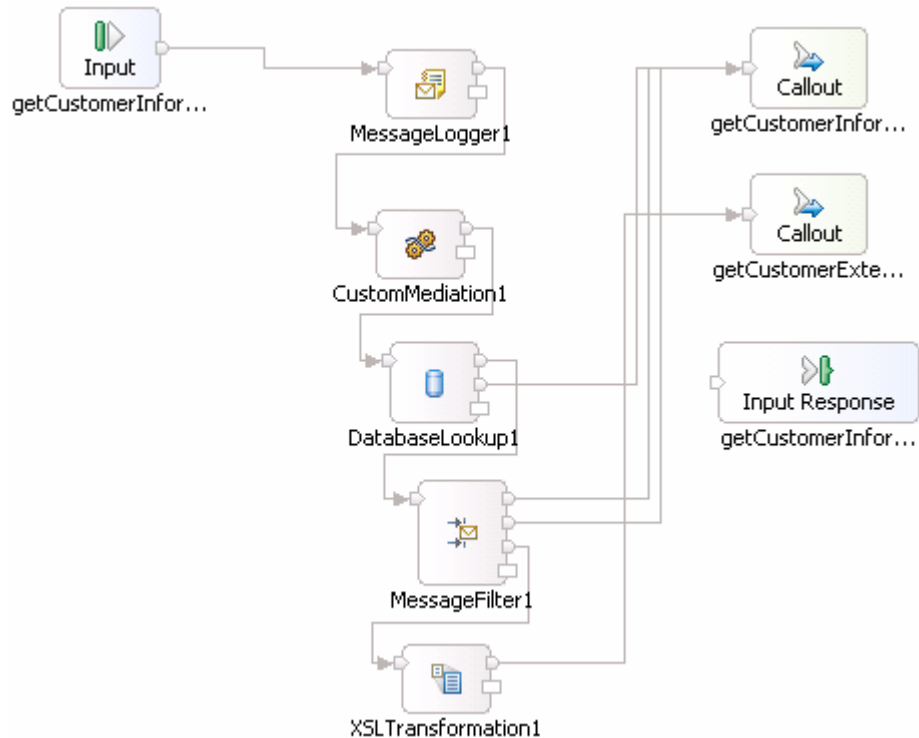 Input
getCustomerInfor...
MessageLogger1
CustomMediation1
DatabaseLookup1
MessageFilter1
XSLTransformation1
Callout
getCustomerInfor...
Callout
getCustomerExte...
Input Response
getCustomerInfor...